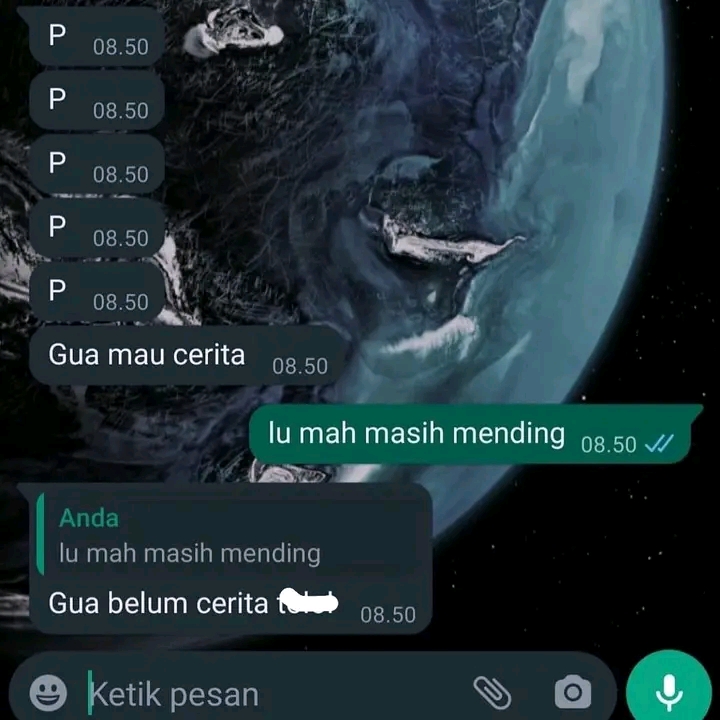 P 08.50
P 08.50
P 08.50
P 08.50
P 08.50
Gua mau cerita 08.50
lu mah masih mending 08.50
Anda
lu mah masih mending
Gua belum cerita 08.50
Ketik pesan